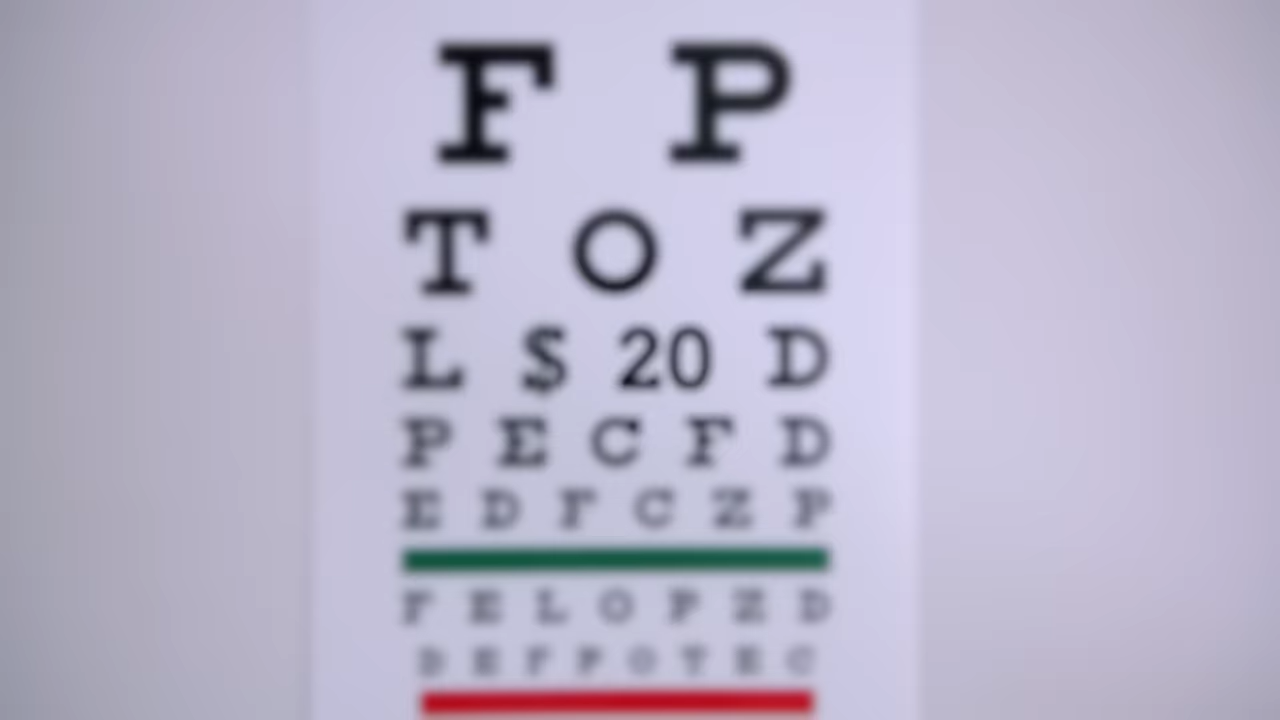 F P
T O Z
L $ 20 D
P E C F D
E D F C Z P
F E L O P Z D
D E F P O T E C